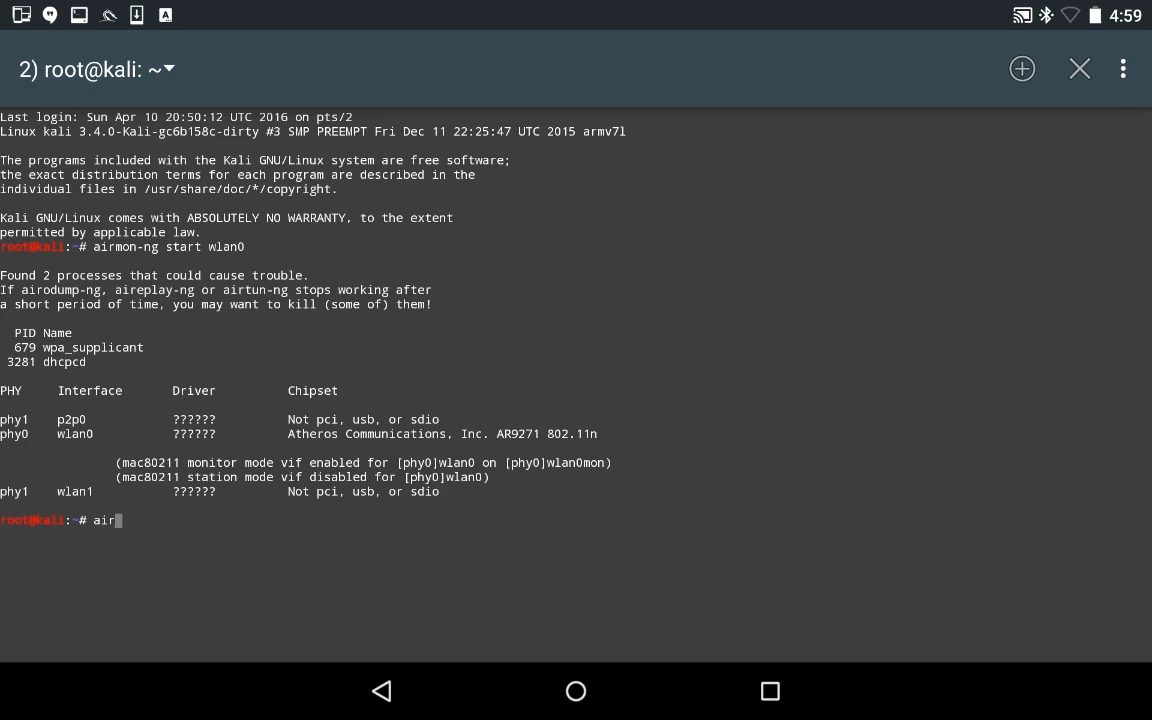 4:59
2) root@kali: ~
Last login: Sun Apr 10 20:50:12 UTC 2016 on pts/2
Linux kali 3.4.0-Kali-gc6b158c-dirty #3 SMP PREEMPT Fri Dec 11 22:25:47 UTC 2015 armv7l
The programs included with the Kali GNU/Linux system are free software;
the exact distribution terms for each program are described in the
individual files in /usr/share/doc/*/copyright.
Kali GNU/Linux comes with ABSOLUTELY NO WARRANTY, to the extent
permitted by applicable law.
root@kali:~# airmon-ng start wlan0
Found 2 processes that could cause trouble.
If airodump-ng, aireplay-ng or airtun-ng stops working after
a short period of time, you may want to kill (some of) them!
PID Name
679 wpa_supplicant
3281 dhcpcd
PHY Interface Driver Chipset
phy1 p2p0 ?????? Not pci, usb, or sdio
phy0 wlan0 ?????? Atheros Communications, Inc. AR9271 802.11n
(mac80211 monitor mode vif enabled for [phy0]wlan0 on [phy0]wlan0mon)
(mac80211 station mode vif disabled for [phy0]wlan0)
phy1 wlan1 ?????? Not pci, usb, or sdio
root@kali:~# air